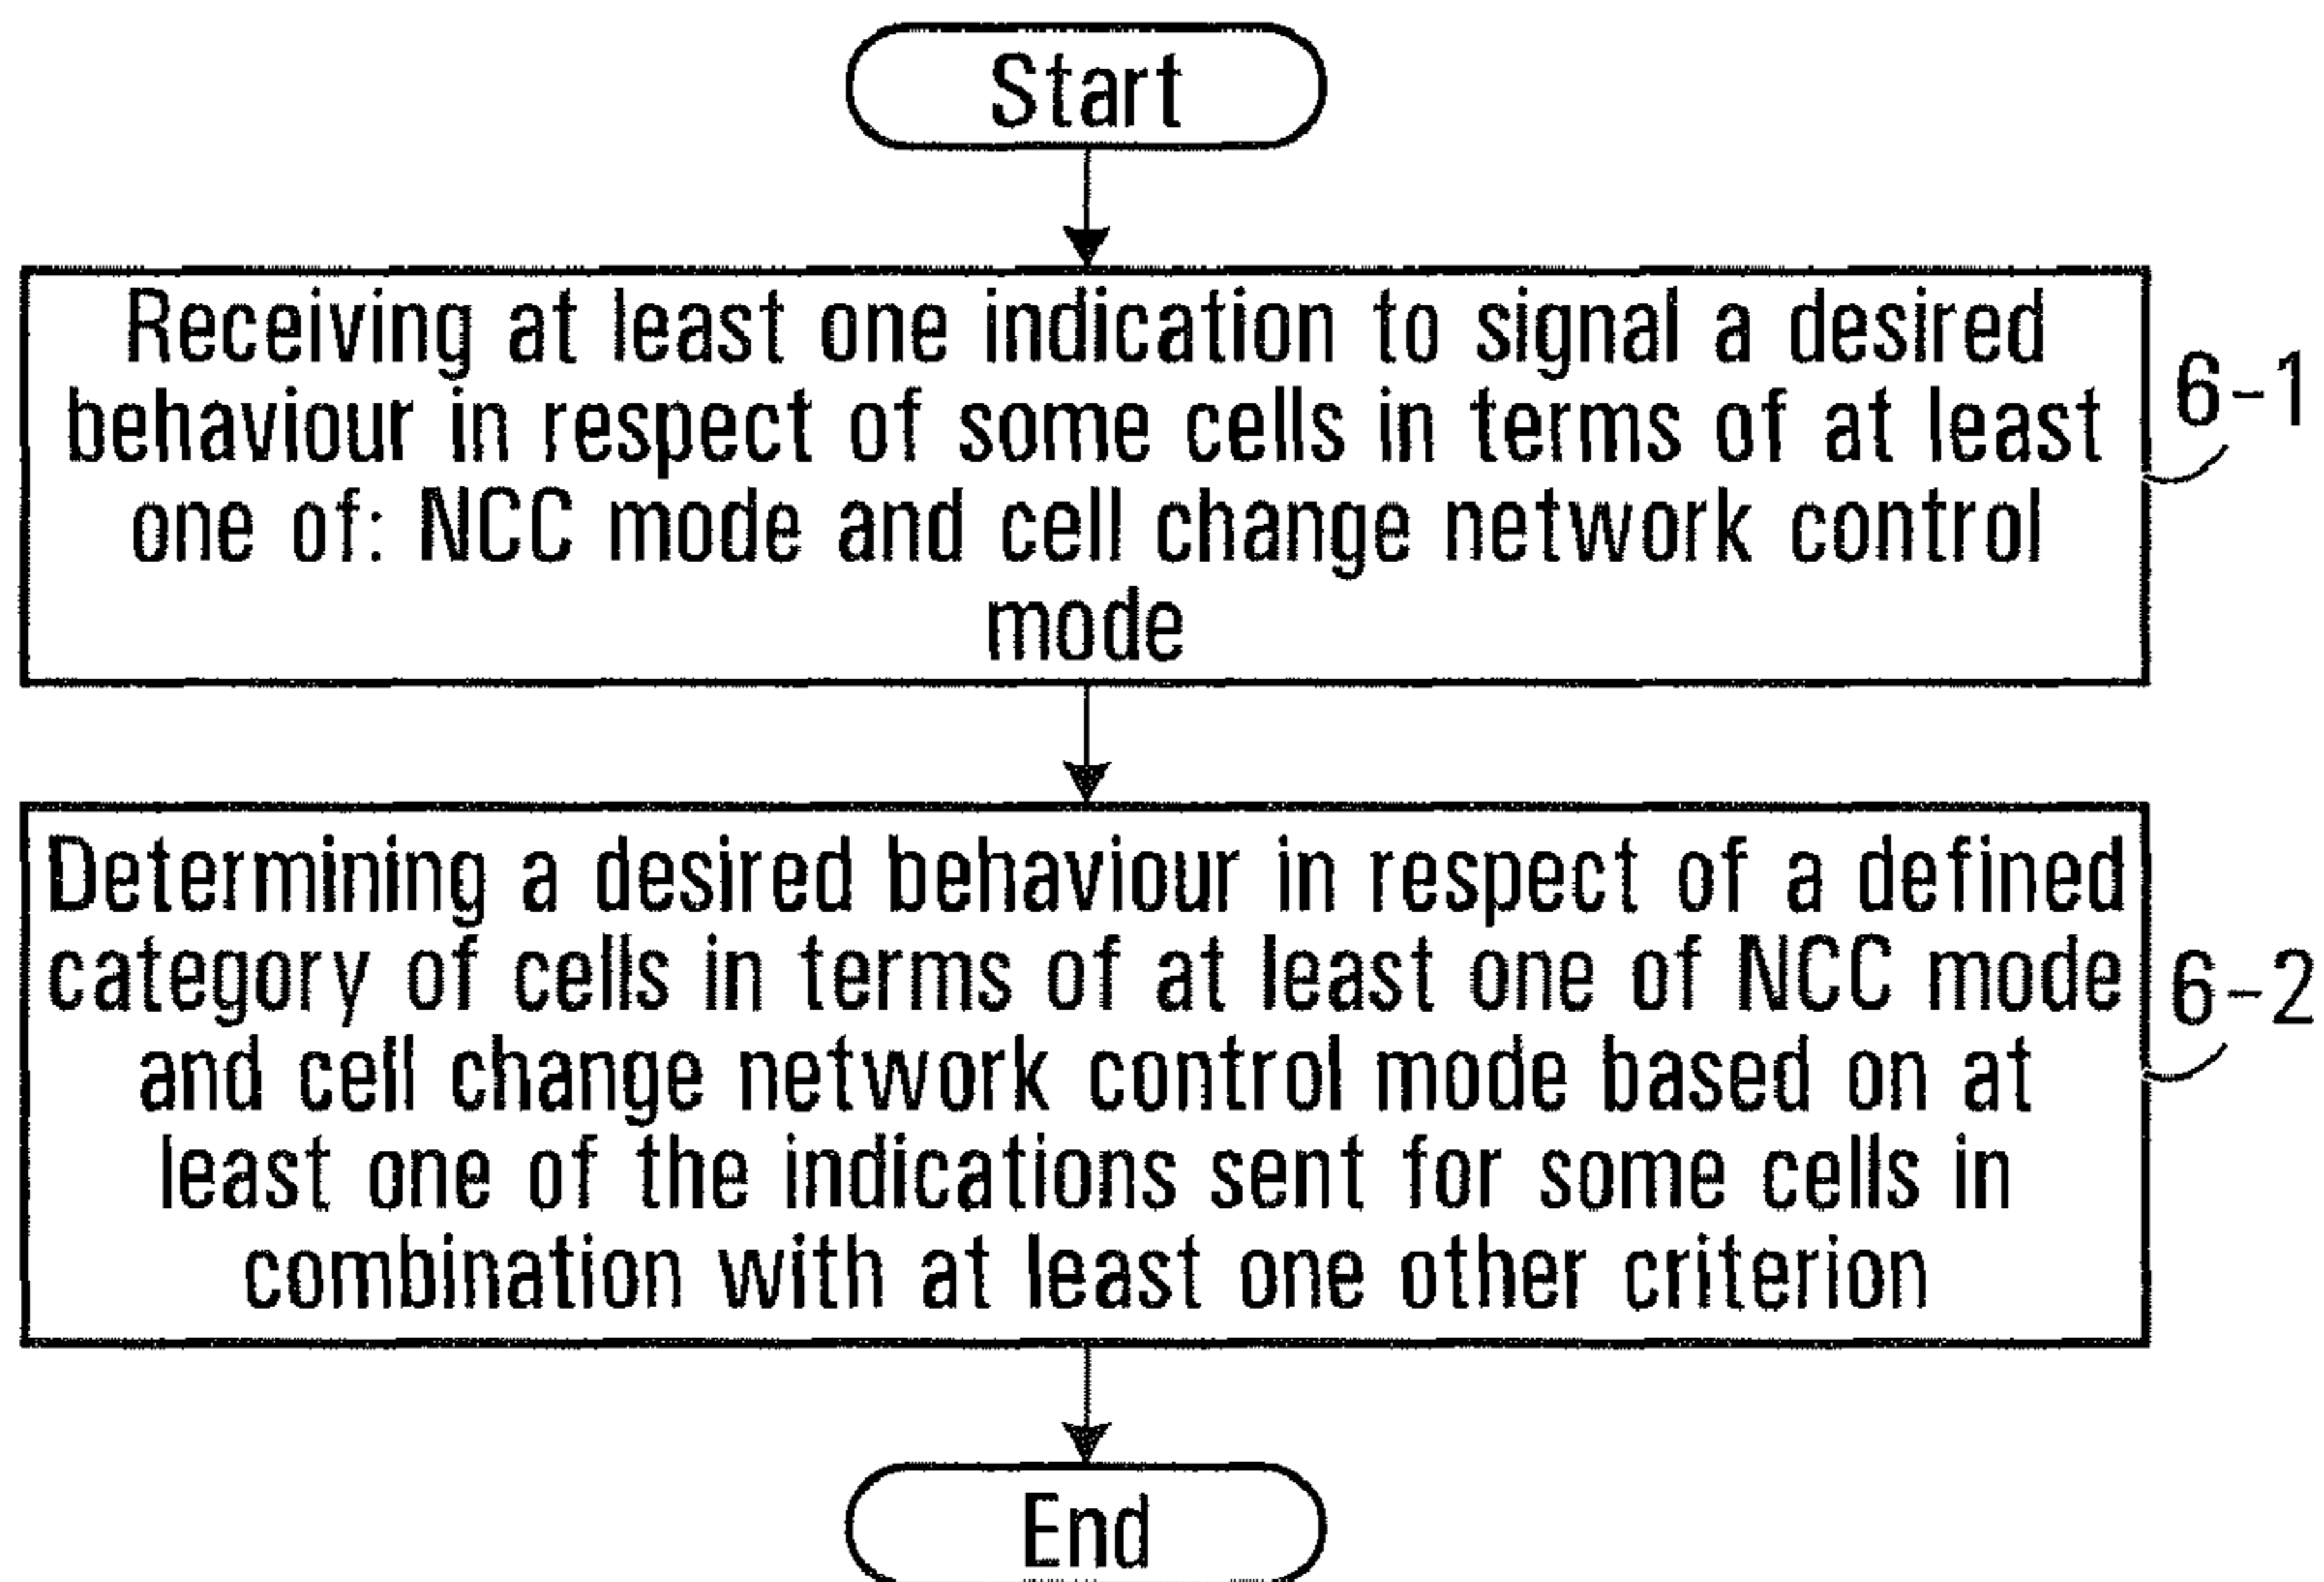 Start
Receiving at least one indication to signal a desired
behaviour in respect of some cells in terms of at least
one of: NCC mode and cell change network control
mode
6-1
Determining a desired behaviour in respect of a defined
category of cells in terms of at least one of NCC mode
and cell change network control mode based on at
least one of the indications sent for some cells in
combination with at least one other criterion
6-2
End